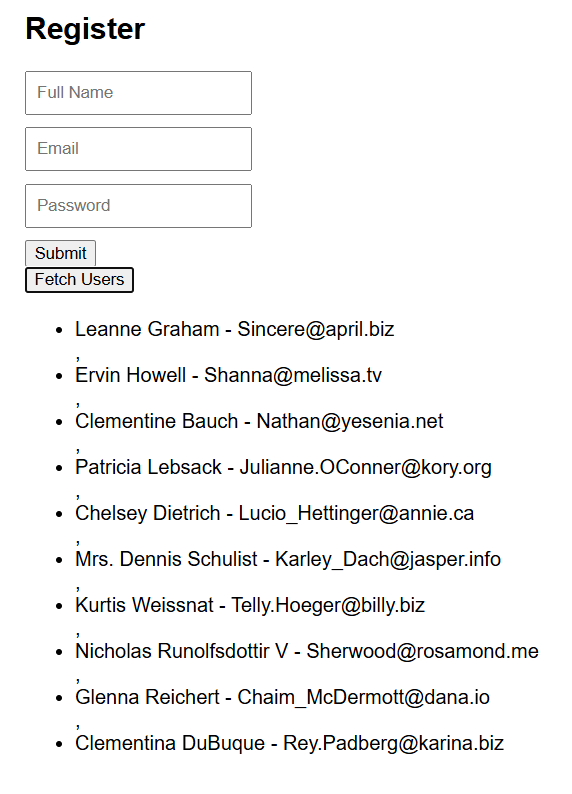 Register
Full Name
Email
Password
Submit
Fetch Users
• Leanne Graham - Sincere@april.biz
,
• Ervin Howell - Shanna@melissa.tv
,
• Clementine Bauch - Nathan@yesenia.net
,
• Patricia Lebsack - Julianne.OConner@kory.org
,
• Chelsey Dietrich - Lucio_Hettinger@annie.ca
,
• Mrs. Dennis Schulist - Karley_Dach@jasper.info
,
• Kurtis Weissnat - Telly.Hoeger@billy.biz
,
• Nicholas Runolfsdottir V - Sherwood@rosamond.me
,
• Glenna Reichert - Chaim_McDermott@dana.io
,
• Clementina DuBuque - Rey.Padberg@karina.biz